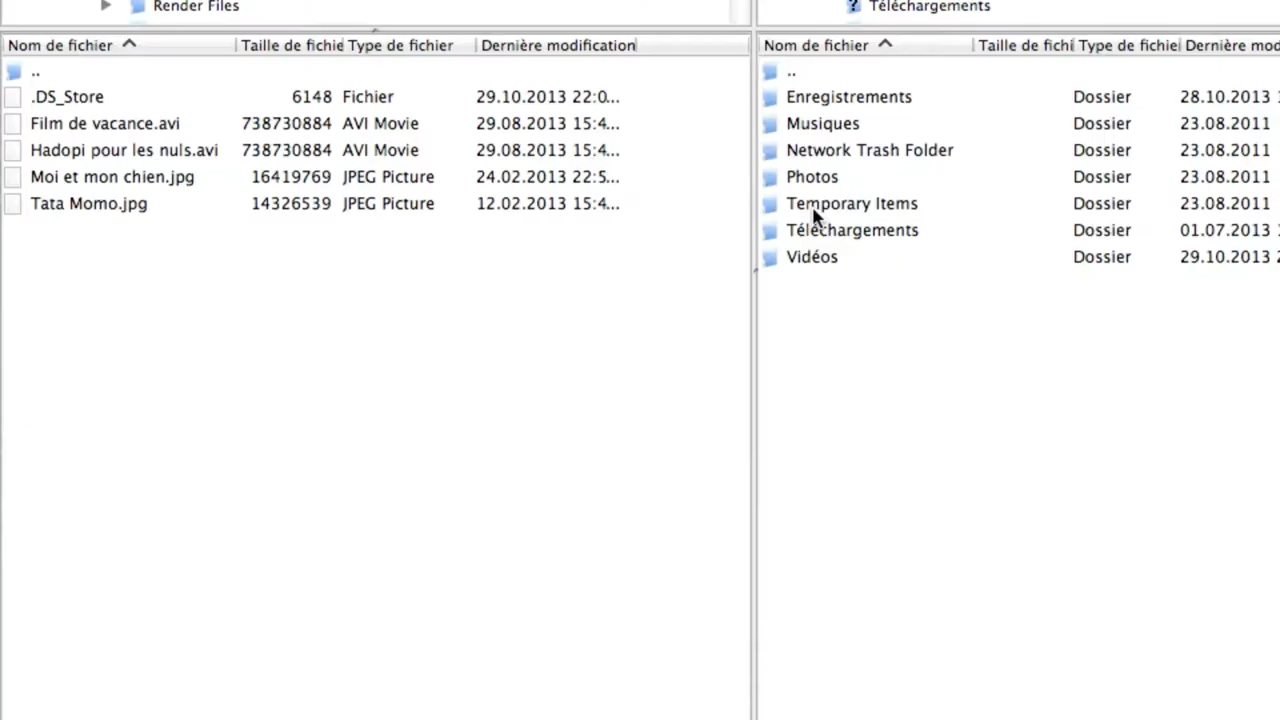 Render Files
Nom de fichier Taille de fichie Type de fichier Dernière modification
..
.DS_Store 6148 Fichier 29.10.2013 22:0...
Film de vacance.avi 738730884 AVI Movie 29.08.2013 15:4...
Hadopi pour les nuls.avi 738730884 AVI Movie 29.08.2013 15:4...
Moi et mon chien.jpg 16419769 JPEG Picture 24.02.2013 22:5...
Tata Momo.jpg 14326539 JPEG Picture 12.02.2013 15:4...
Téléchargements
Nom de fichier Taille de fichi Type de fichie Dernière mod
..
Enregistrements Dossier 28.10.2013
Musiques Dossier 23.08.2011
Network Trash Folder Dossier 23.08.2011
Photos Dossier 23.08.2011
Temporary Items Dossier 23.08.2011
Téléchargements Dossier 01.07.2013
Vidéos Dossier 29.10.2013